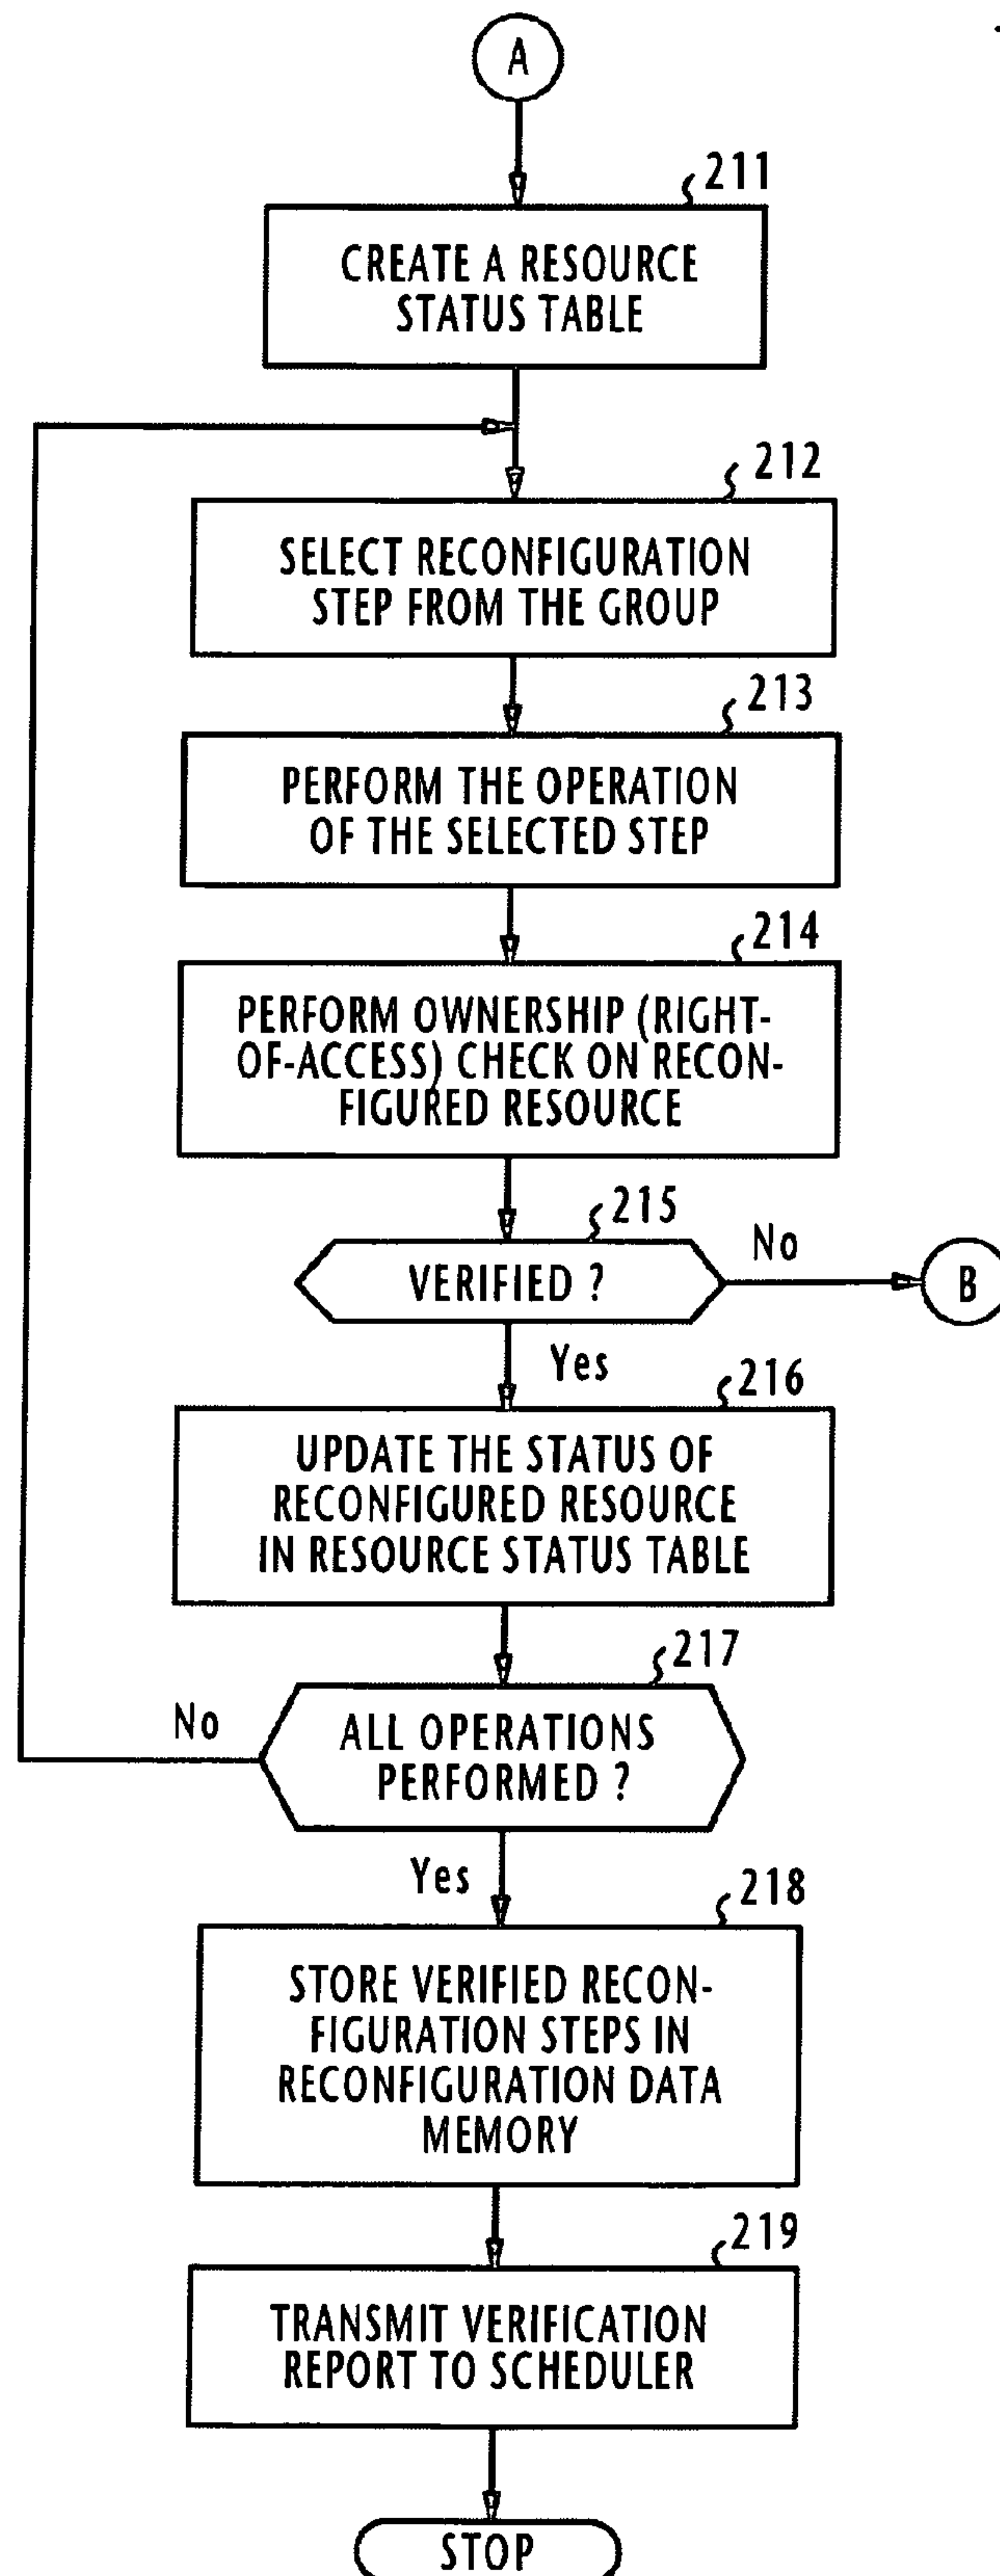 A
211
CREATE A RESOURCE
STATUS TABLE
212
SELECT RECONFIGURATION
STEP FROM THE GROUP
213
PERFORM THE OPERATION
OF THE SELECTED STEP
214
PERFORM OWNERSHIP (RIGHT-
OF-ACCESS) CHECK ON RECON-
FIGURED RESOURCE
215
VERIFIED ?
No
B
Yes
216
UPDATE THE STATUS OF
RECONFIGURED RESOURCE
IN RESOURCE STATUS TABLE
217
ALL OPERATIONS
PERFORMED ?
No
Yes
218
STORE VERIFIED RECON-
FIGURATION STEPS IN
RECONFIGURATION DATA
MEMORY
219
TRANSMIT VERIFICATION
REPORT TO SCHEDULER
STOP